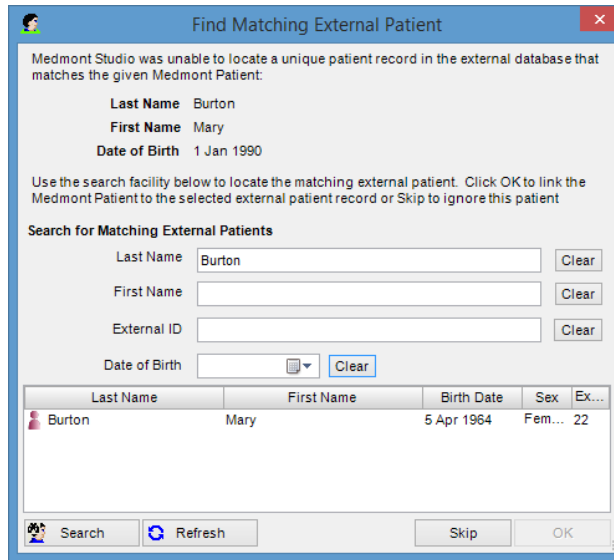 Find Matching External Patient
Medmont Studio was unable to locate a unique patient record in the external database that
matches the given Medmont Patient:
Last Name Burton
First Name Mary
Date of Birth 1 Jan 1990
Use the search facility below to locate the matching external patient. Click OK to link the
Medmont Patient to the selected external patient record or Skip to ignore this patient
Search for Matching External Patients
Last Name Burton Clear
First Name Clear
External ID Clear
Date of Birth Clear
Last Name First Name Birth Date Sex Ex...
Burton Mary 5 Apr 1964 Fem... 22
Search Refresh Skip OK